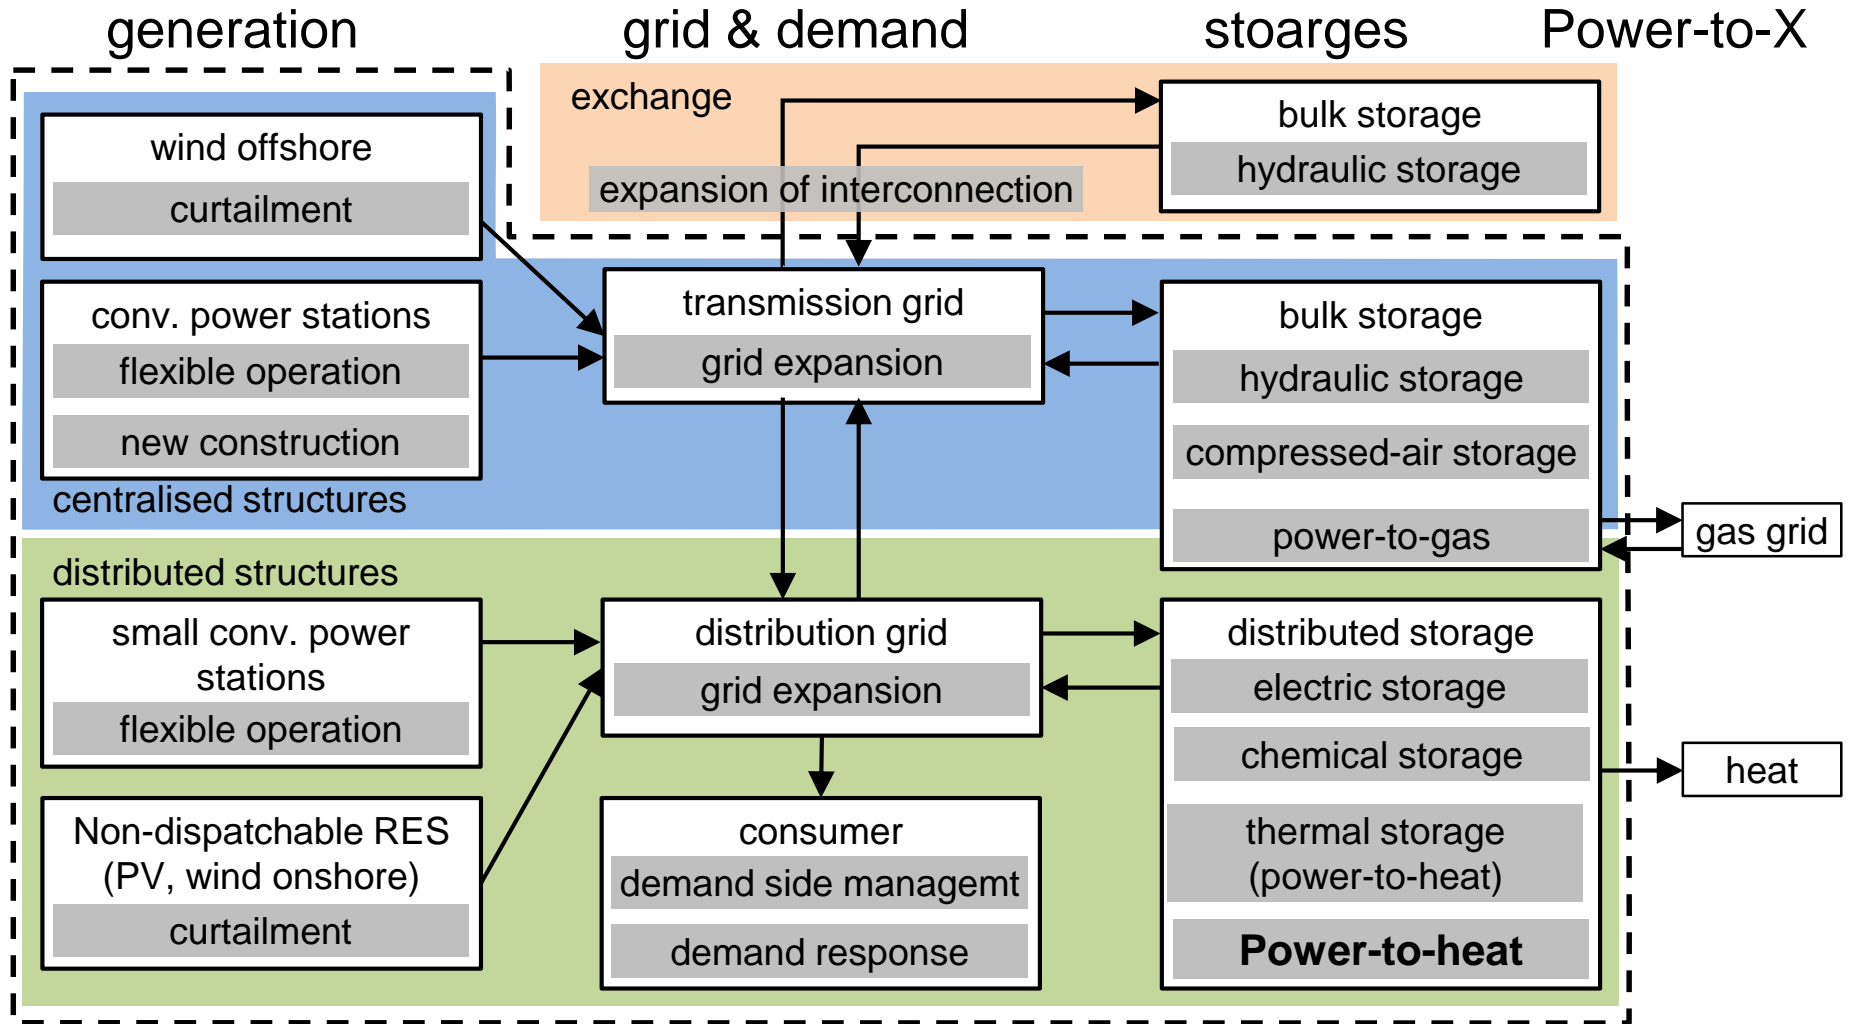 generation
grid & demand
stoarges
Power-to-X
exchange
expansion of interconnection
bulk storage
hydraulic storage
wind offshore
curtailment
conv. power stations
flexible operation
new construction
centralised structures
transmission grid
grid expansion
bulk storage
hydraulic storage
compressed-air storage
power-to-gas
gas grid
distributed structures
small conv. power
stations
flexible operation
Non-dispatchable RES
(PV, wind onshore)
curtailment
distribution grid
grid expansion
consumer
demand side managemt
demand response
distributed storage
electric storage
chemical storage
thermal storage
(power-to-heat)
Power-to-heat
heat